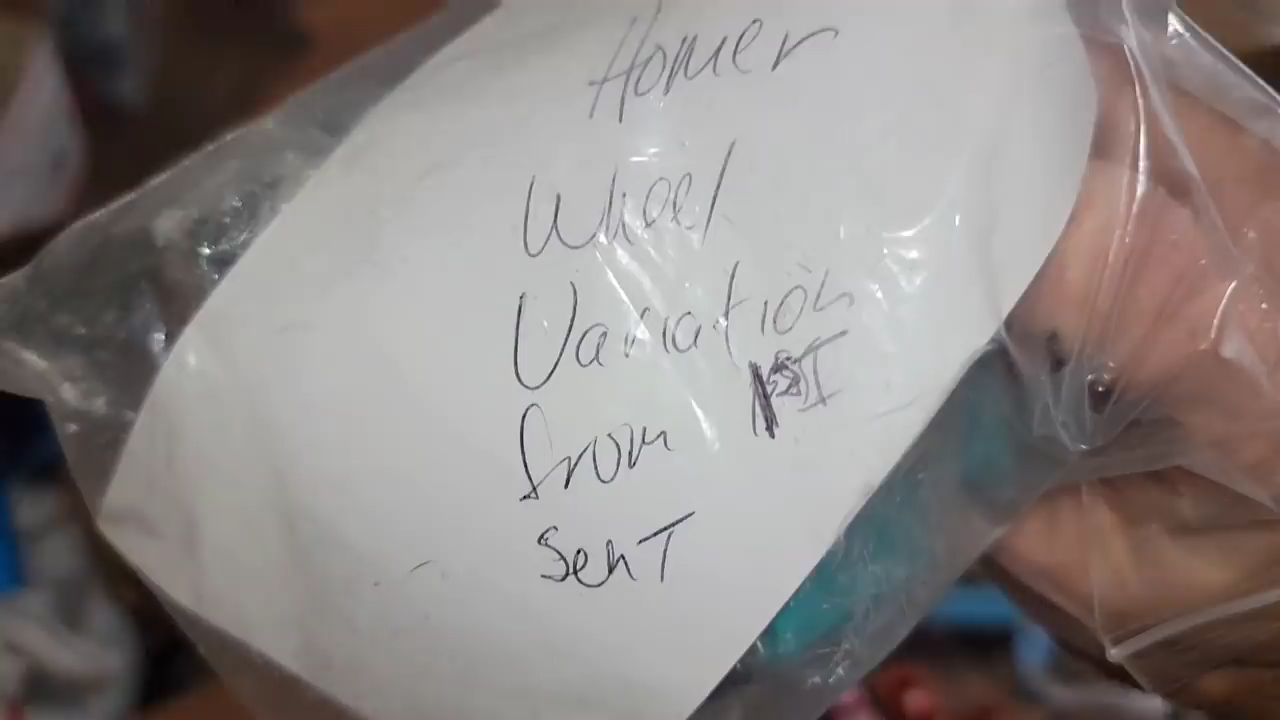 Homer
Wheel
Variation
from
SenT